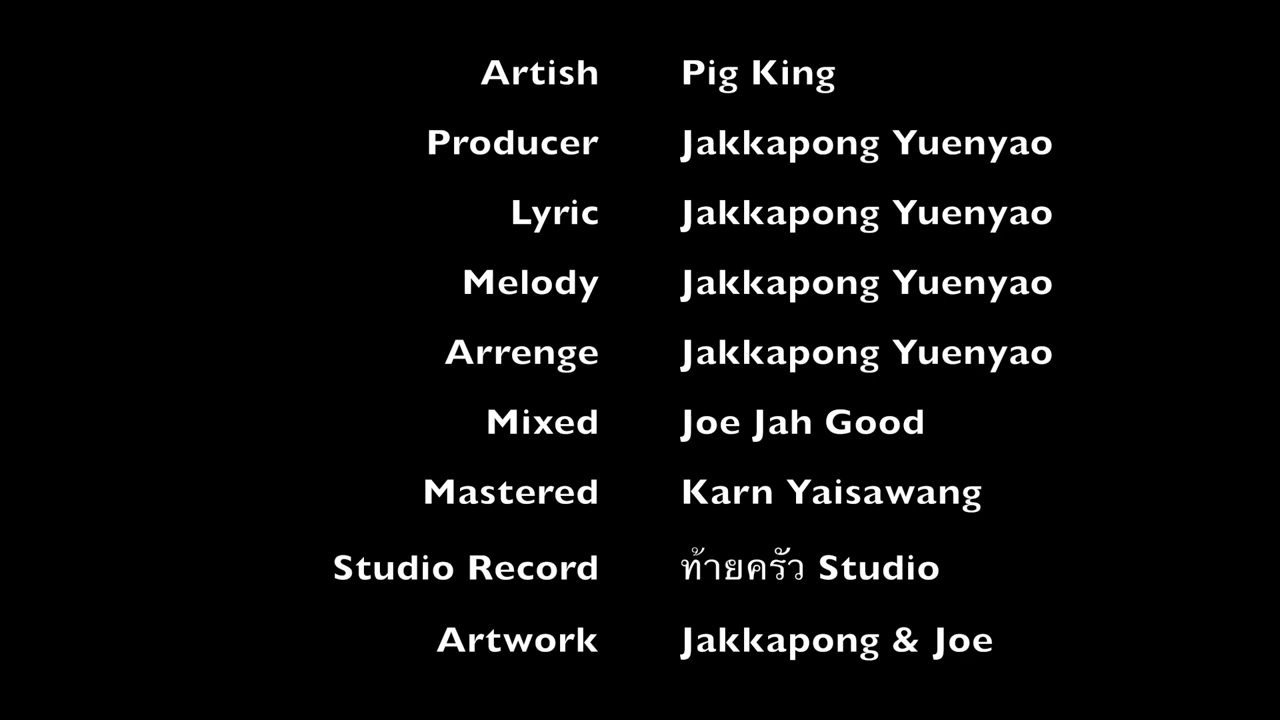 Artish Pig King
Producer Jakkapong Yuenyao
Lyric Jakkapong Yuenyao
Melody Jakkapong Yuenyao
Arrenge Jakkapong Yuenyao
Mixed Joe Jah Good
Mastered Karn Yaisawang
Studio Record ท้ายครัว Studio
Artwork Jakkapong & Joe